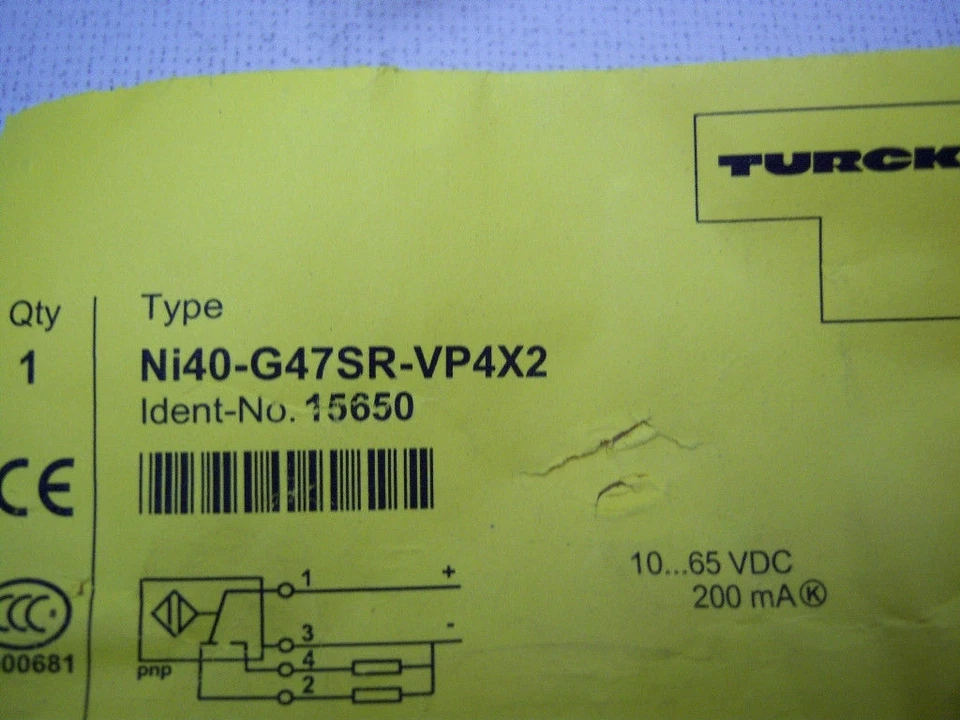 TURCK
Qty
1
Type
Ni40-G47SR-VP4X2
Ident-No. 15650
CE
CCC
00681
10...65 VDC
200 mA Ⓚ
1 +
3 -
4
2
pnp